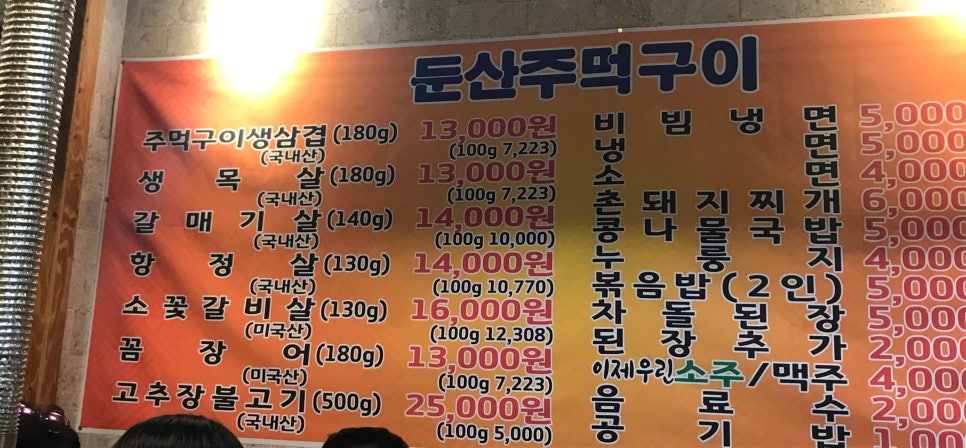 둔산주먹구이
주먹구이생삼겹(180g) 13,000원
(국내산) (100g 7,223)
생목살(180g) 13,000원
(국내산) (100g 7,223)
갈매기살(140g) 14,000원
(국내산) (100g 10,000)
항정살(130g) 14,000원
(국내산) (100g 10,770)
소꽃갈비살(130g) 16,000원
(미국산) (100g 12,308)
꼼장어(180g) 13,000원
(미국산) (100g 7,223)
고추장불고기(500g) 25,000원
(국내산) (100g 5,000)
비빔냉면 5,000
냉면 5,000
소면 4,000
촌돼지찌개 6,000
콩나물국밥 5,000
누룽지 4,000
볶음밥(2인) 5,000
차돌된장 5,000
된장추가 2,000
이제우린소주/맥주 4,000
음료수 2,000
공기밥